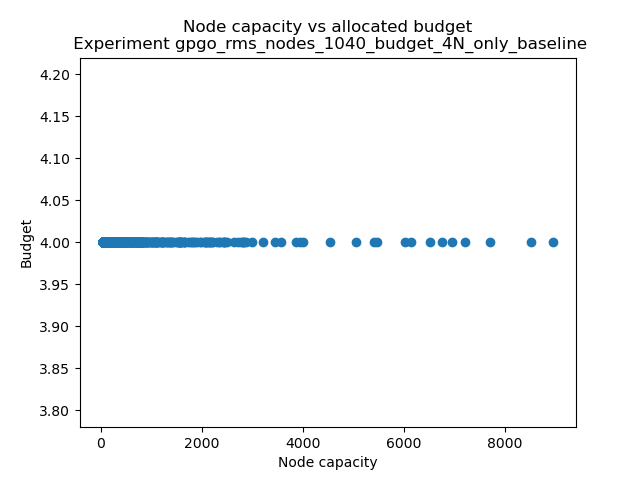 Node capacity vs allocated budget
Experiment gpgo_rms_nodes_1040_budget_4N_only_baseline
4.20
4.15
4.10
4.05
4.00
3.95
3.90
3.85
3.80
Budget
0 2000 4000 6000 8000
Node capacity